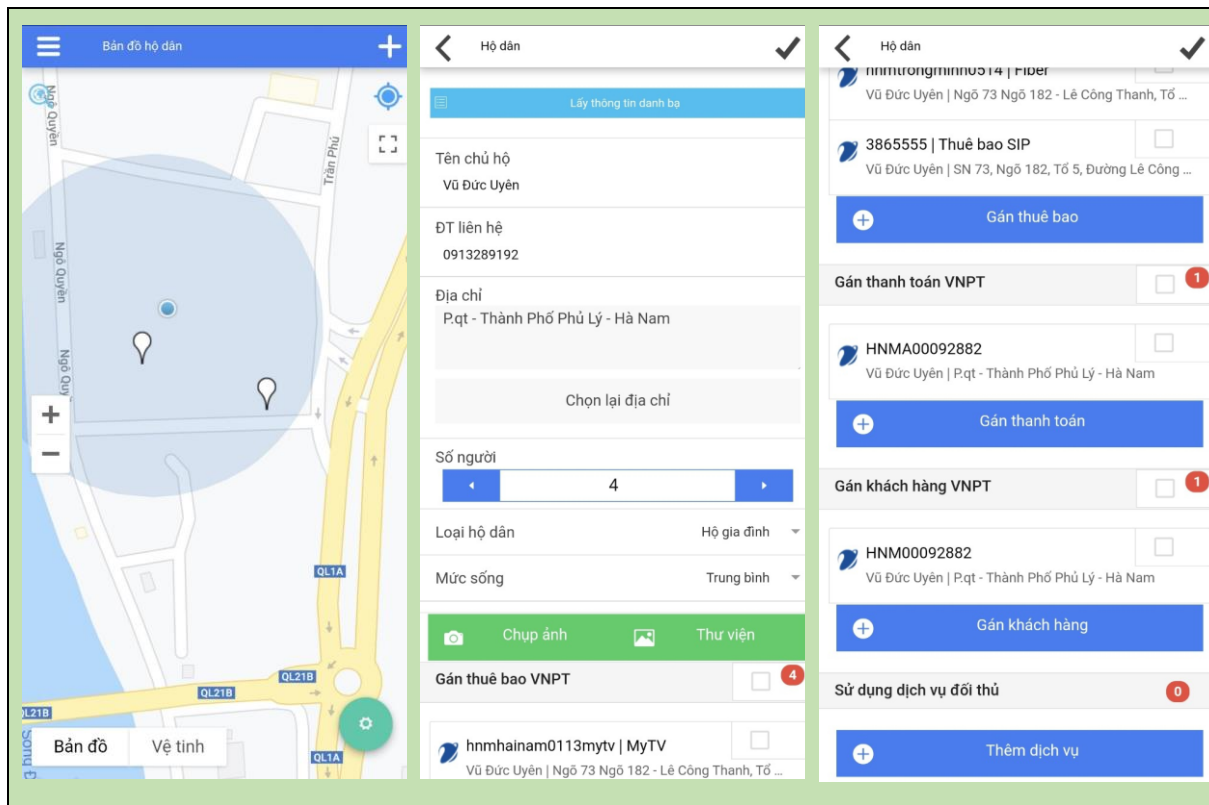 Bản đồ hộ dân
Ngô Quyền
Trần Phú
Ngô Quyền
Ngô Quy
QL1A
QL21B
QL21B
QL21B
QL1A
Bản đồ
Vệ tinh
Hộ dân
Lấy thông tin danh bạ
Tên chủ hộ
Vũ Đức Uyên
ĐT liên hệ
0913289192
Địa chỉ
P.qt - Thành Phố Phủ Lý - Hà Nam
Chọn lại địa chỉ
Số người
4
Loại hộ dân Hộ gia đình
Mức sống Trung bình
Chụp ảnh Thư viện
Gán thuê bao VNPT 4
hnmhainam0113mytv | MyTV
Vũ Đức Uyên | Ngõ 73 Ngõ 182 - Lê Công Thanh, Tổ ...
Hộ dân
hnmtrongminh0514 | Fiber
Vũ Đức Uyên | Ngõ 73 Ngõ 182 - Lê Công Thanh, Tổ ...
3865555 | Thuê bao SIP
Vũ Đức Uyên | SN 73, Ngõ 182, Tổ 5, Đường Lê Công ...
Gán thuê bao
Gán thanh toán VNPT 1
HNMA00092882
Vũ Đức Uyên | P.qt - Thành Phố Phủ Lý - Hà Nam
Gán thanh toán
Gán khách hàng VNPT 1
HNM00092882
Vũ Đức Uyên | P.qt - Thành Phố Phủ Lý - Hà Nam
Gán khách hàng
Sử dụng dịch vụ đối thủ 0
Thêm dịch vụ